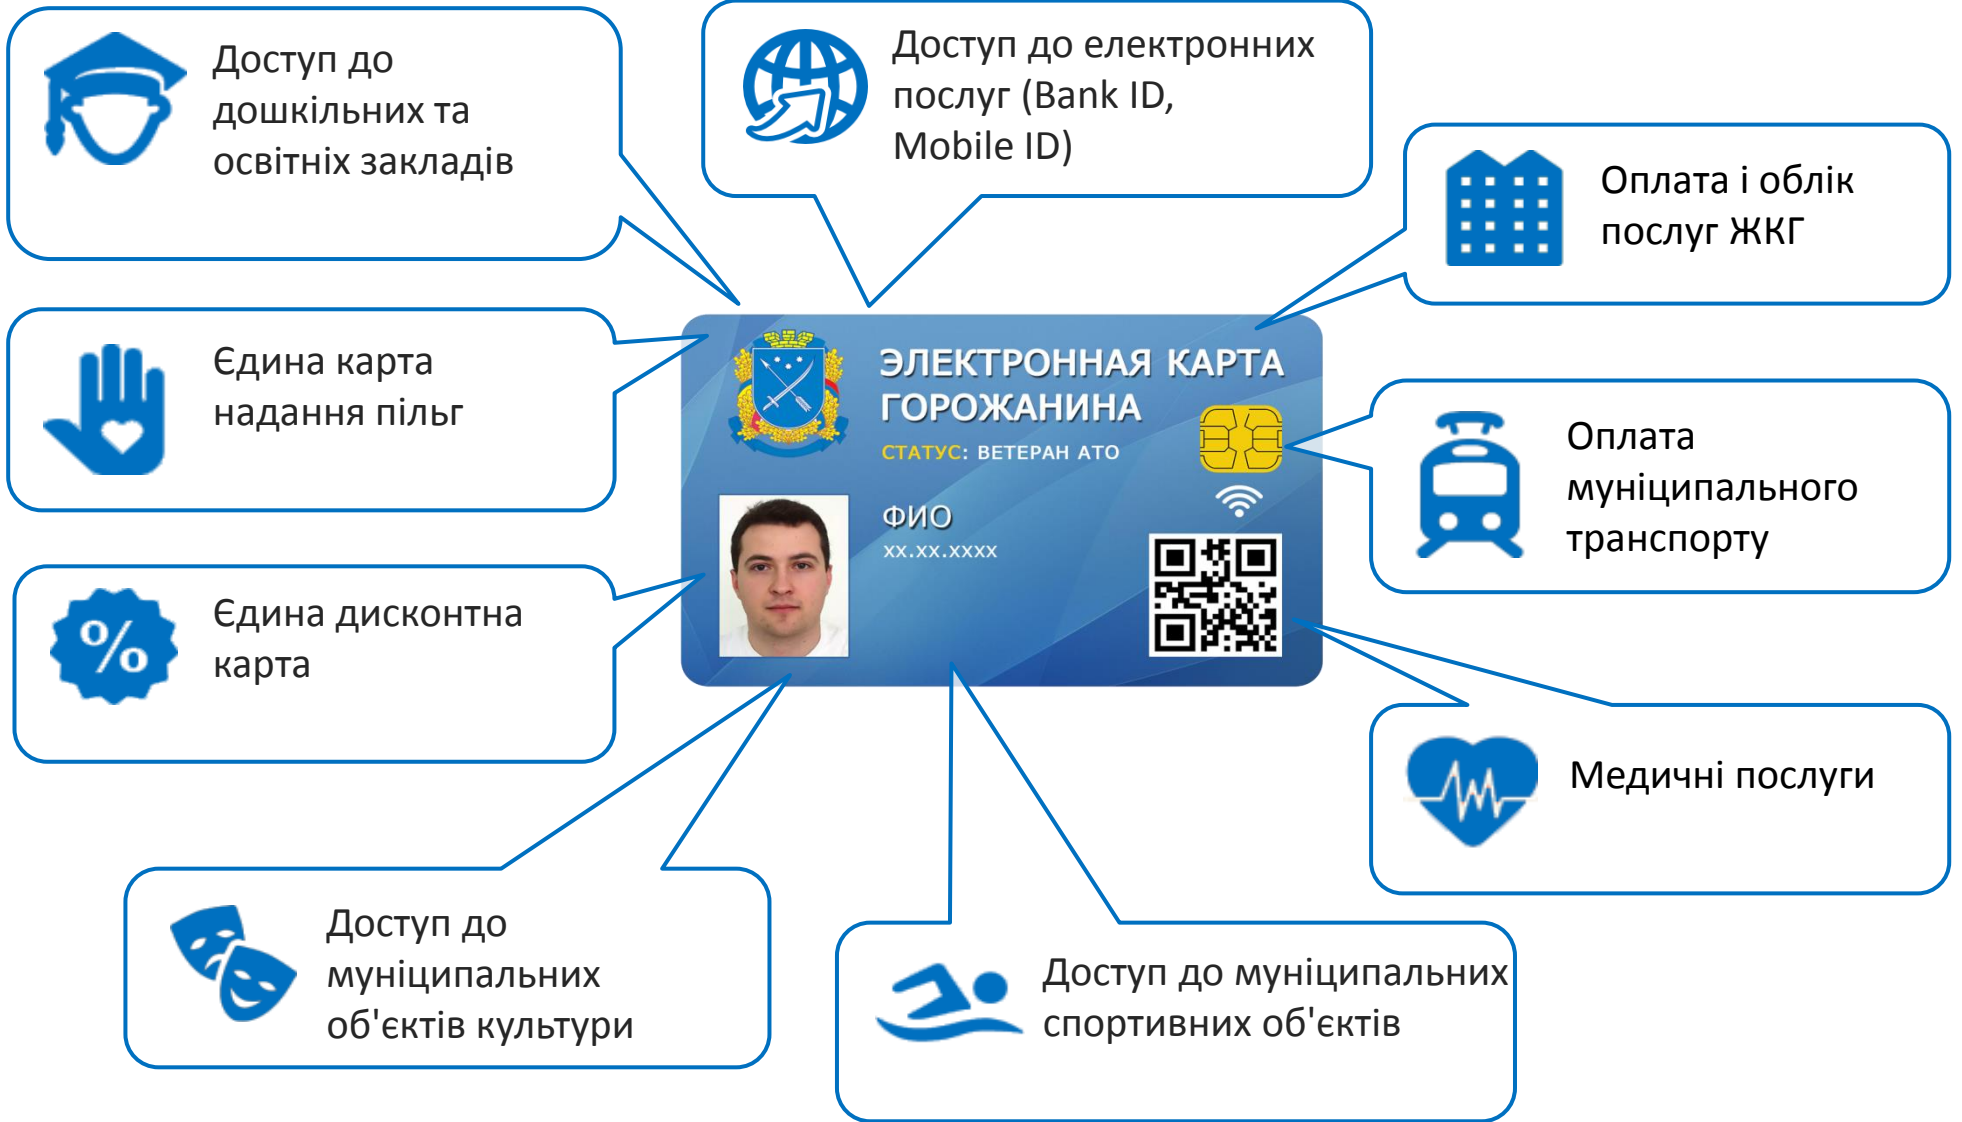 Доступ до
дошкільних та
освітніх закладів
Доступ до електронних
послуг (Bank ID,
Mobile ID)
Оплата і облік
послуг ЖКГ
Єдина карта
надання пільг
ЭЛЕКТРОННАЯ КАРТА
ГОРОЖАНИНА
СТАТУС: ВЕТЕРАН АТО
ФИО
xx.xx.xxxx
Оплата
муніципального
транспорту
%
Єдина дисконтна
карта
Медичні послуги
Доступ до
муніципальних
об'єктів культури
Доступ до муніципальних
спортивних об'єктів